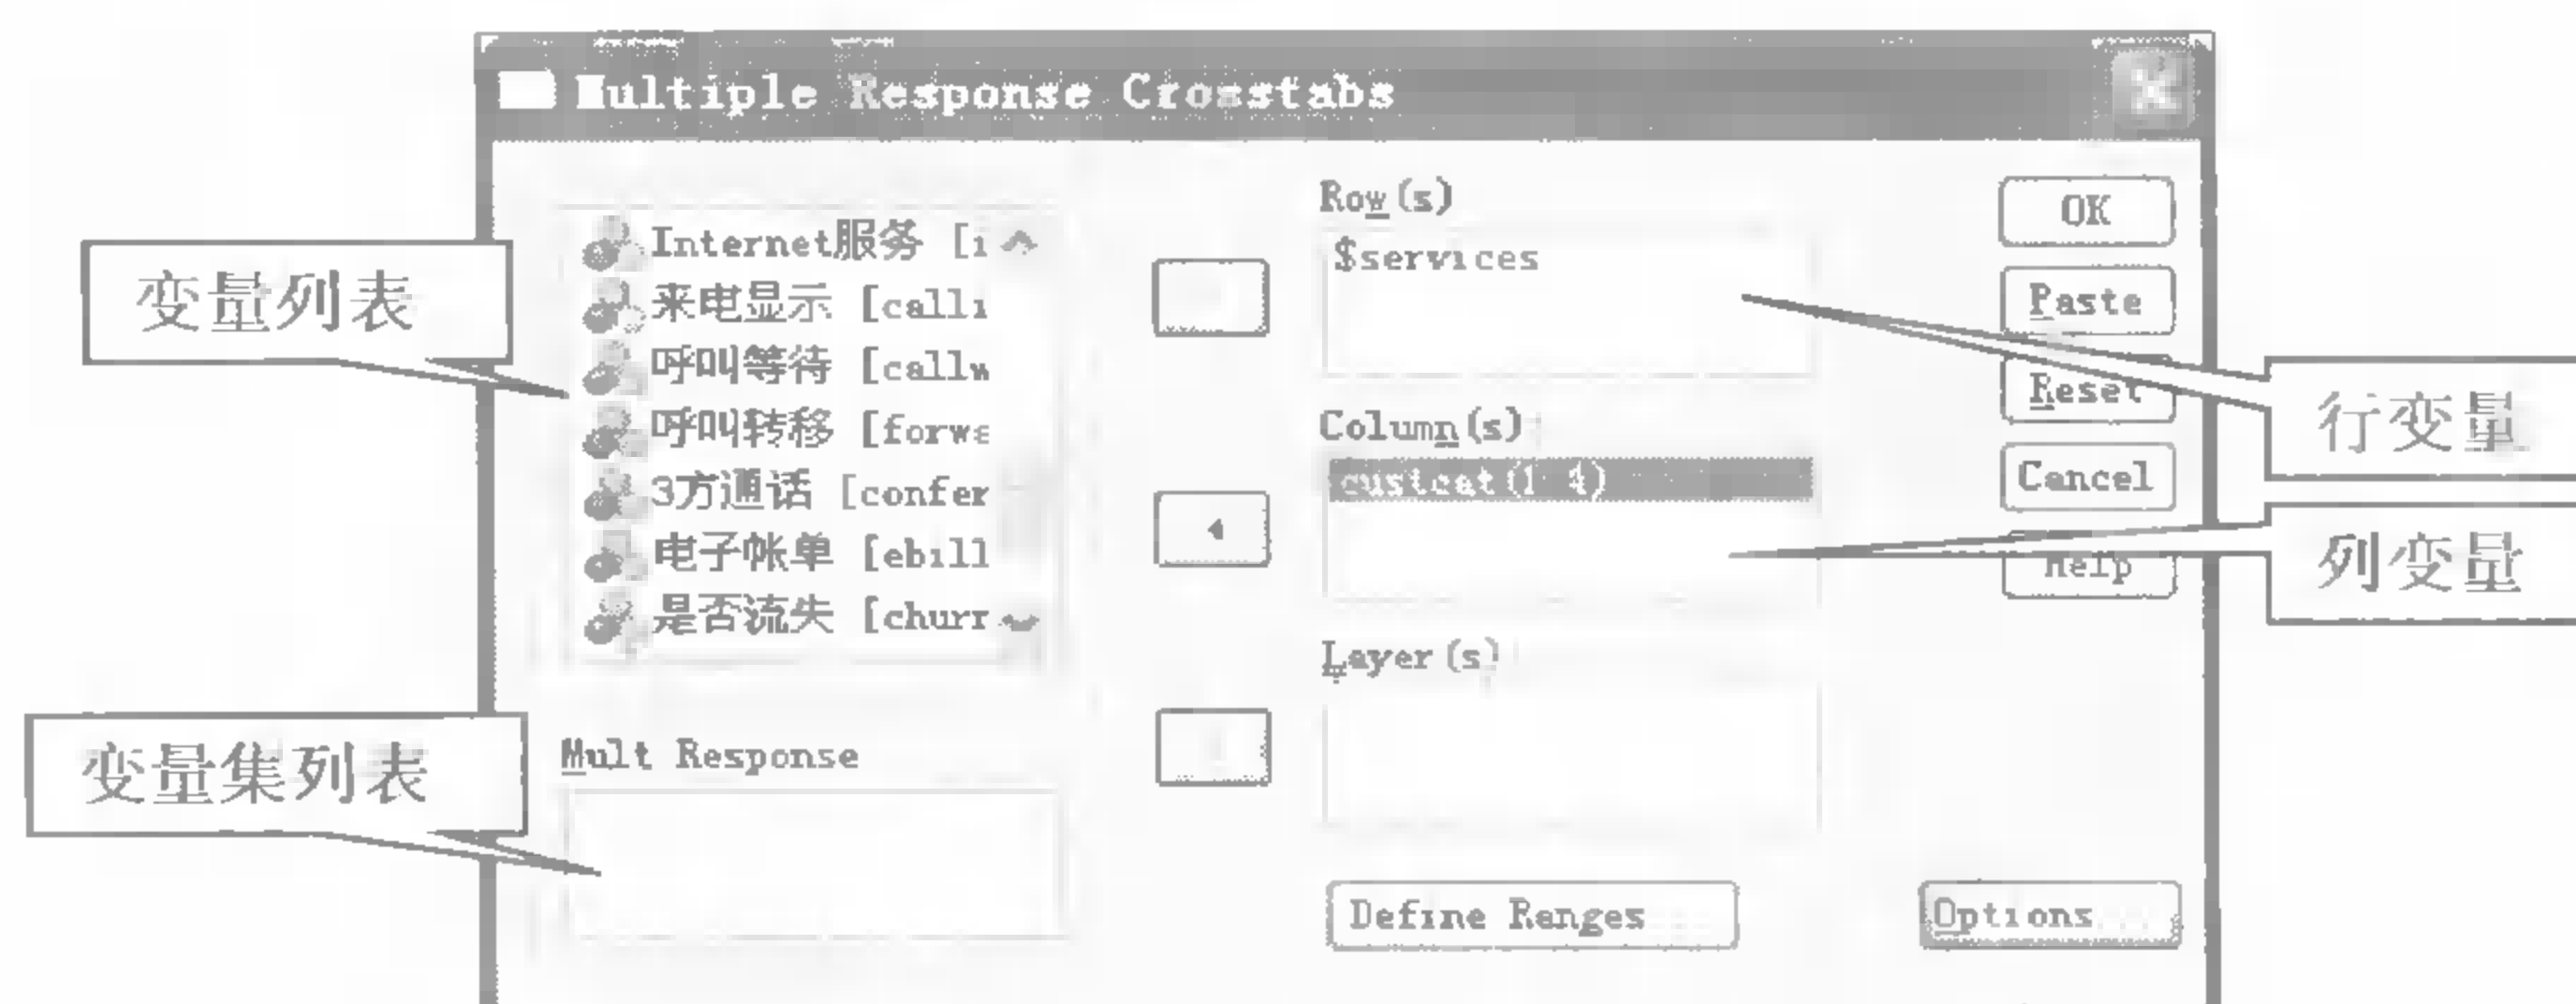 Multiple Response Crosstabs
变量列表
Internet服务 [i
来电显示 [calli
呼叫等待 [callw
呼叫转移 [forwa
3方通话 [confer
电子帐单 [ebill
是否流失 [churr
变量集列表
Mult Response
Row(s)
$services
Column(s)
custcat(1 4)
Layer(s)
Define Ranges
OK
Paste
Reset
Cancel
Help
Options
行变量
列变量